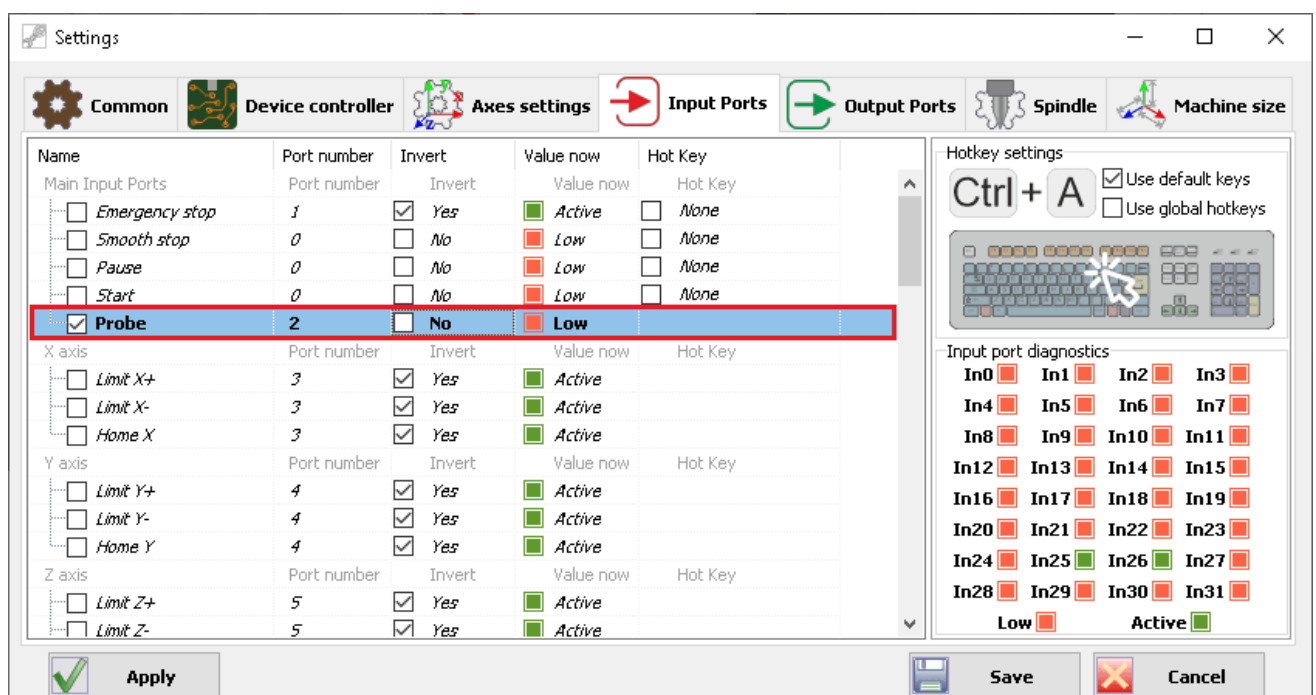 Settings
Common Device controller Axes settings Input Ports Output Ports Spindle Machine size
Name Port number Invert Value now Hot Key
Main Input Ports Port number Invert Value now Hot Key
Emergency stop 1 Yes Active None
Smooth stop 0 No Low None
Pause 0 No Low None
Start 0 No Low None
Probe 2 No Low
X axis Port number Invert Value now Hot Key
Limit X+ 3 Yes Active
Limit X- 3 Yes Active
Home X 3 Yes Active
Y axis Port number Invert Value now Hot Key
Limit Y+ 4 Yes Active
Limit Y- 4 Yes Active
Home Y 4 Yes Active
Z axis Port number Invert Value now Hot Key
Limit Z+ 5 Yes Active
Limit Z- 5 Yes Active
Hotkey settings
Ctrl + A
Use default keys
Use global hotkeys
Input port diagnostics
In0 In1 In2 In3
In4 In5 In6 In7
In8 In9 In10 In11
In12 In13 In14 In15
In16 In17 In18 In19
In20 In21 In22 In23
In24 In25 In26 In27
In28 In29 In30 In31
Low Active
Apply Save Cancel